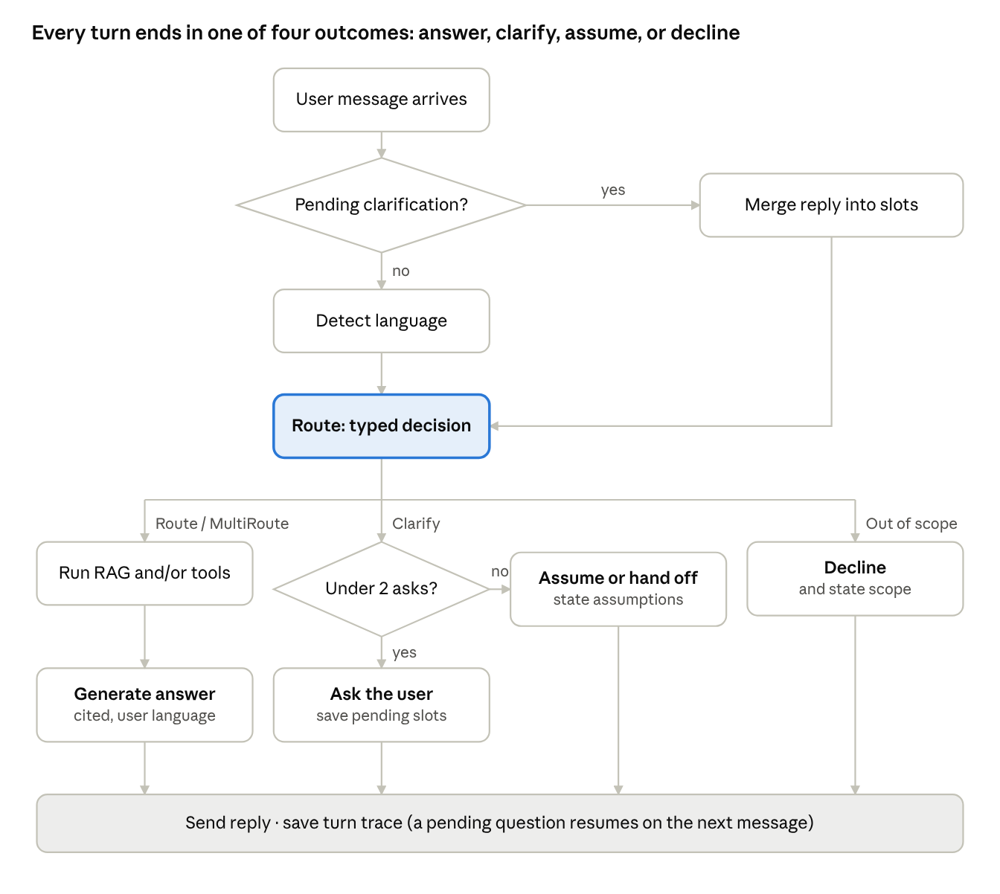 Every turn ends in one of four outcomes: answer, clarify, assume, or decline
User message arrives
Pending clarification?
yes
Merge reply into slots
no
Detect language
Route: typed decision
Route / MultiRoute
Clarify
Out of scope
Run RAG and/or tools
Under 2 asks?
no
Assume or hand off
state assumptions
Decline
and state scope
yes
Generate answer
cited, user language
Ask the user
save pending slots
Send reply · save turn trace (a pending question resumes on the next message)